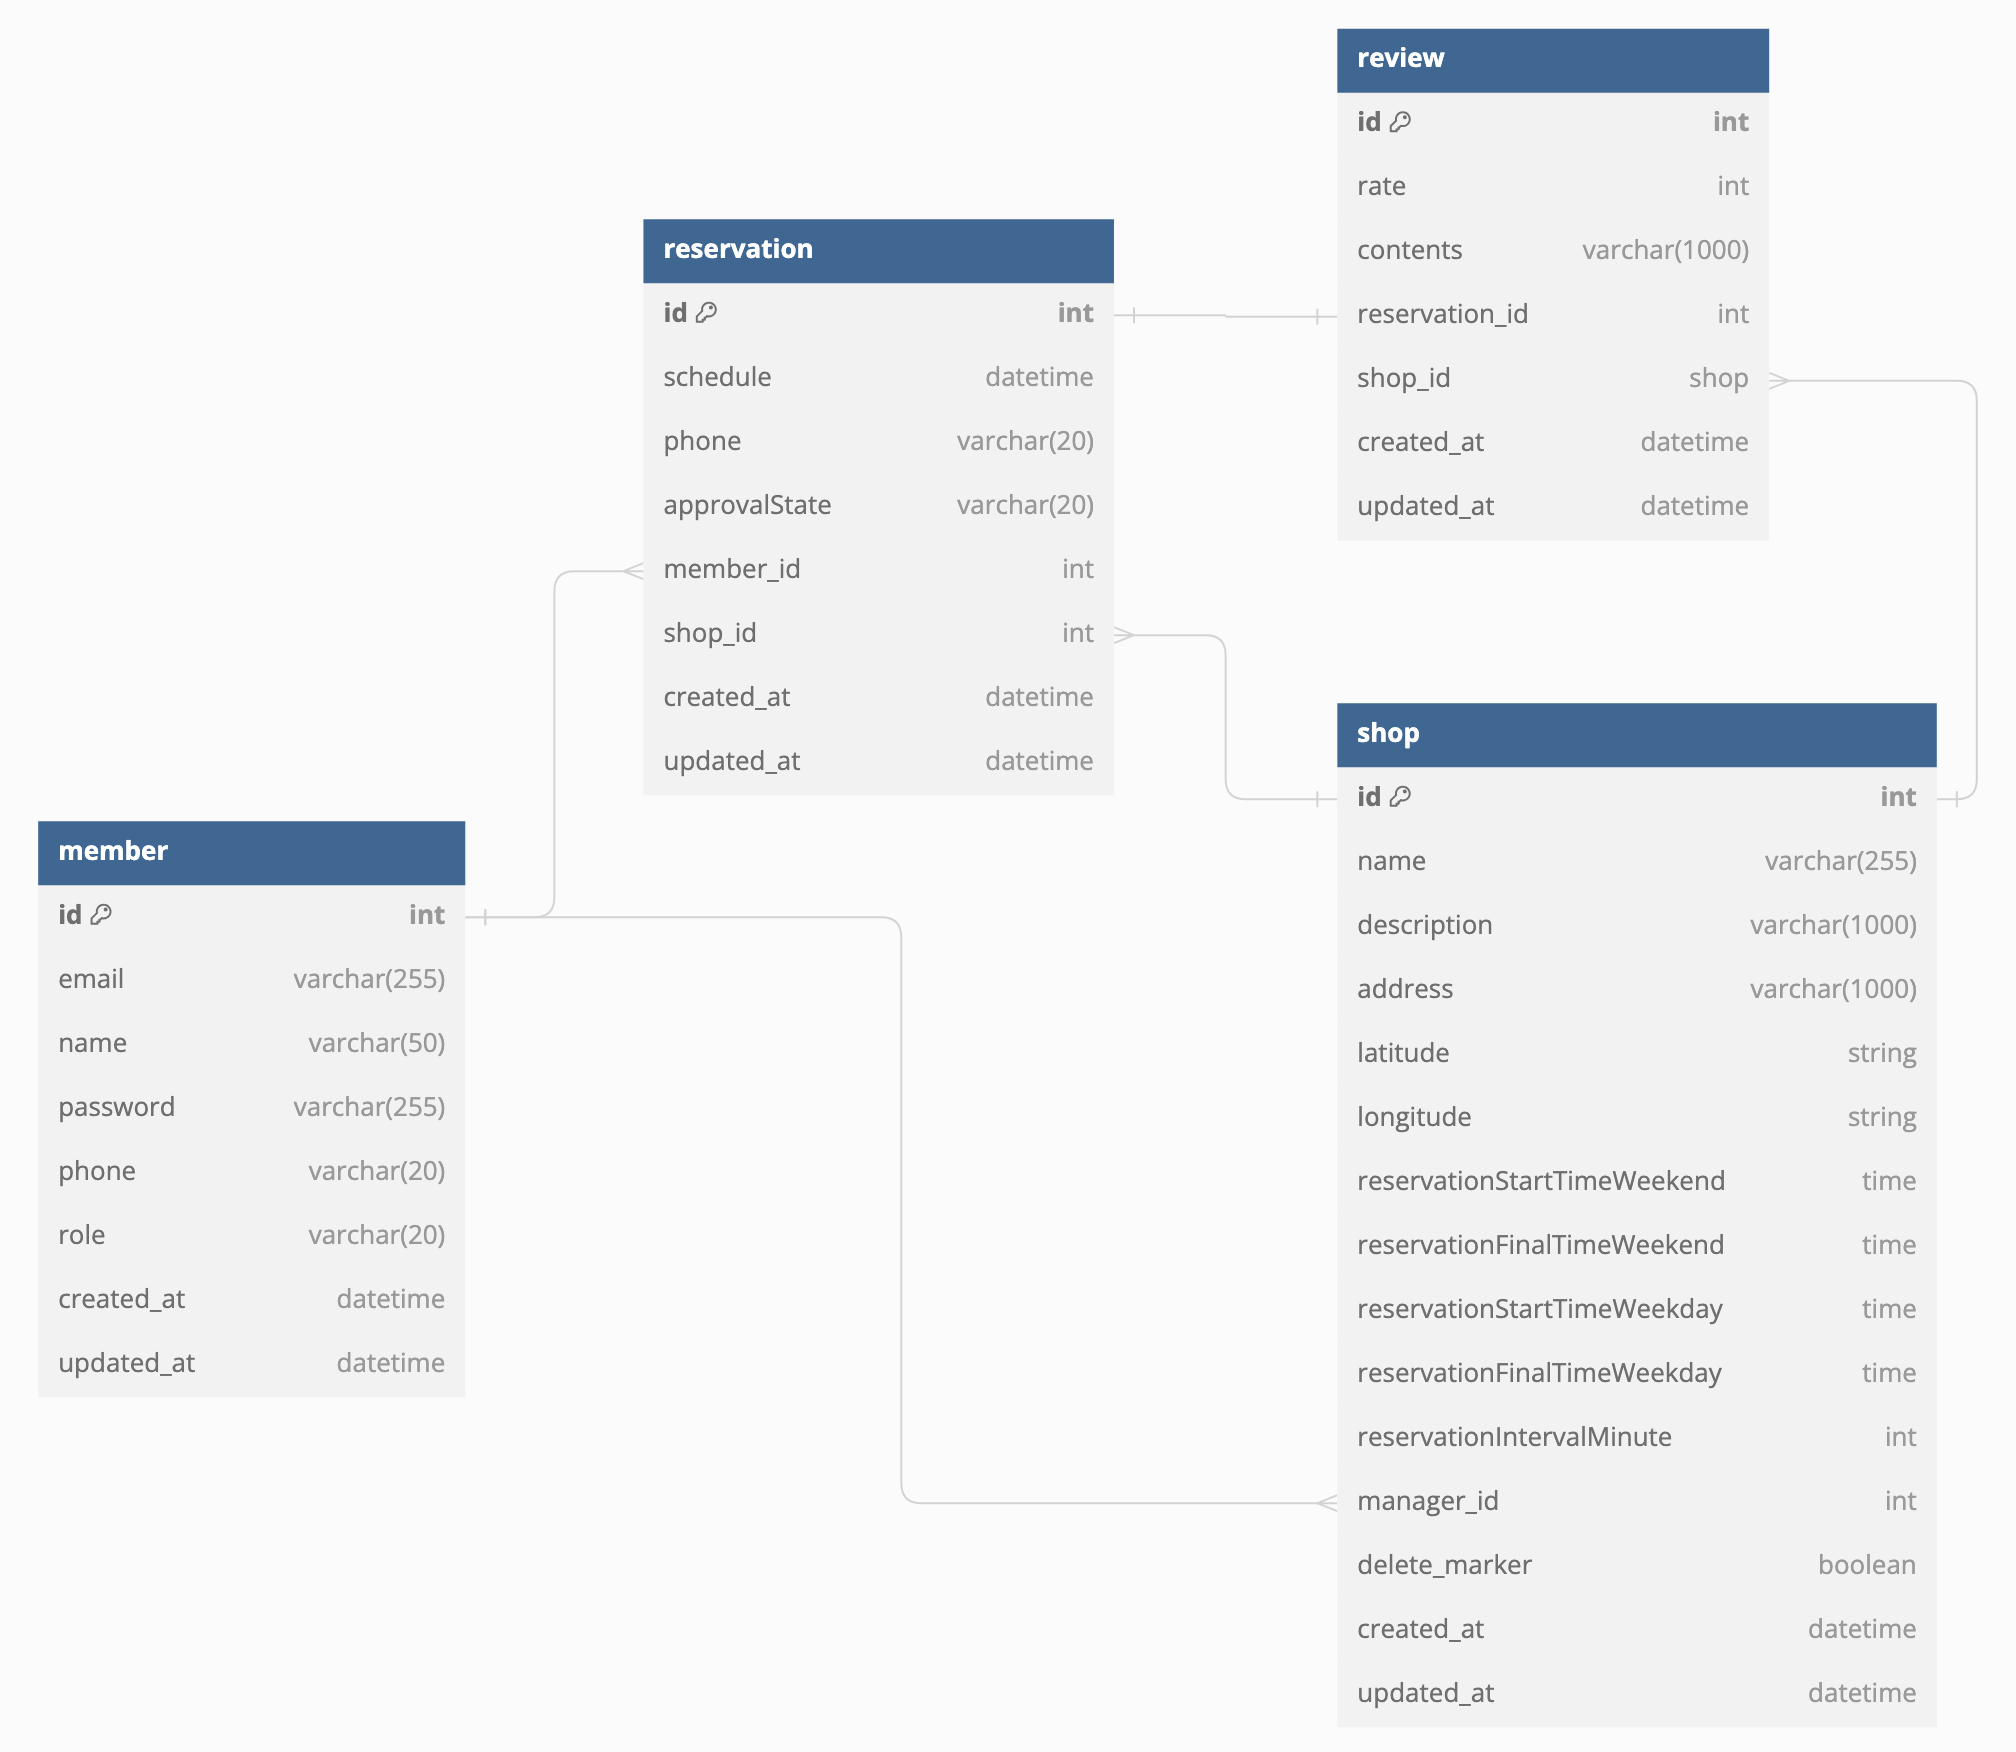 review
id int
rate int
contents varchar(1000)
reservation_id int
shop_id shop
created_at datetime
updated_at datetime
reservation
id int
schedule datetime
phone varchar(20)
approvalState varchar(20)
member_id int
shop_id int
created_at datetime
updated_at datetime
shop
id int
name varchar(255)
description varchar(1000)
address varchar(1000)
latitude string
longitude string
reservationStartTimeWeekend time
reservationFinalTimeWeekend time
reservationStartTimeWeekday time
reservationFinalTimeWeekday time
reservationIntervalMinute int
manager_id int
delete_marker boolean
created_at datetime
updated_at datetime
member
id int
email varchar(255)
name varchar(50)
password varchar(255)
phone varchar(20)
role varchar(20)
created_at datetime
updated_at datetime